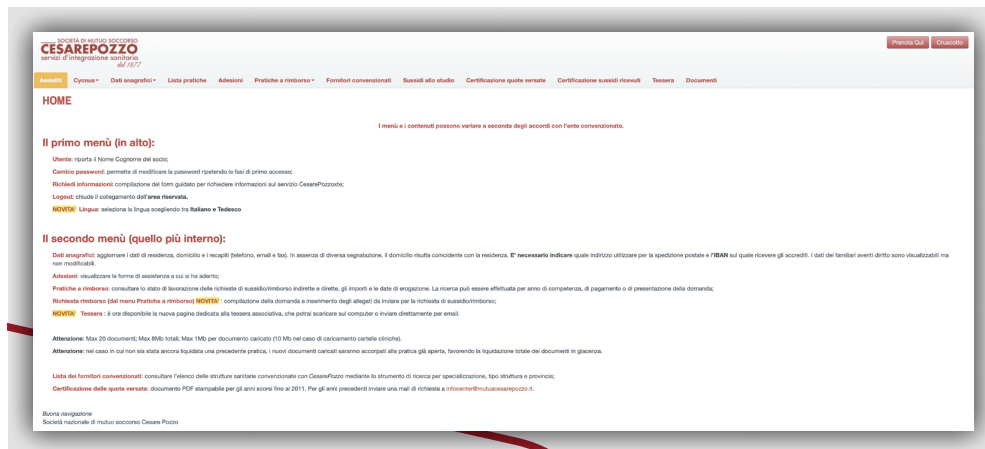 SOCIETÀ DI MUTUO SOCCORSO
CESAREPOZZO
servizi d'integrazione sanitaria
dal 1877
Prenota Qui Cruscotto
Assistiti Cycnus Dati anagrafici Lista pratiche Adesioni Pratiche a rimborso Fornitori convenzionati Sussidi allo studio Certificazione quote versate Certificazione sussidi ricevuti Tessera Documenti
HOME
I menù e i contenuti possono variare a seconda degli accordi con l'ente convenzionato.
Il primo menù (in alto):
Utente: riporta il Nome Cognome del socio;
Cambio password: permette di modificare la password ripetendo le fasi di primo accesso;
Richiedi informazioni: compilazione del form guidato per richiedere informazioni sul servizio CesarePozzoxte;
Logout: chiude il collegamento dell'area riservata.
NOVITA' Lingua: seleziona la lingua scegliendo tra Italiano e Tedesco
Il secondo menù (quello più interno):
Dati anagrafici: aggiornare i dati di residenza, domicilio e i recapiti (telefono, email e fax). In assenza di diversa segnalazione, il domicilio risulta coincidente con la residenza. E' necessario indicare quale indirizzo utilizzare per la spedizione postale e l'IBAN sul quale ricevere gli accrediti. I dati dei familiari aventi diritto sono visualizzabili ma
non modificabili.
Adesioni: visualizzare le forme di assistenza a cui si ha aderito;
Pratiche a rimborso: consultare lo stato di lavorazione delle richieste di sussidio/rimborso indirette e dirette, gli importi e le date di erogazione. La ricerca può essere effettuata per anno di competenza, di pagamento o di presentazione della domanda;
Richiesta rimborso (dal menu Pratiche a rimborso) NOVITA' : compilazione della domanda e inserimento degli allegati da inviare per la richiesta di sussidio/rimborso;
NOVITA' Tessera : è ora disponibile la nuova pagina dedicata alla tessera associativa, che potrai scaricare sul computer o inviare direttamente per email.
Attenzione: Max 20 documenti; Max 8Mb totali; Max 1Mb per documento caricato (10 Mb nel caso di caricamento cartelle cliniche).
Attenzione: nel caso in cui non sia stata ancora liquidata una precedente pratica, i nuovi documenti caricati saranno accorpati alla pratica già aperta, favorendo la liquidazione totale dei documenti in giacenza.
Lista dei fornitori convenzionati: consultare l'elenco delle strutture sanitarie convenzionate con CesarePozzo mediante lo strumento di ricerca per specializzazione, tipo struttura e provincia;
Certificazione delle quote versate: documento PDF stampabile per gli anni scorsi fino al 2011. Per gli anni precedenti inviare una mail di richiesta a infocenter@mutuacesarepozzo.it.
Buona navigazione
Società nazionale di mutuo soccorso Cesare Pozzo